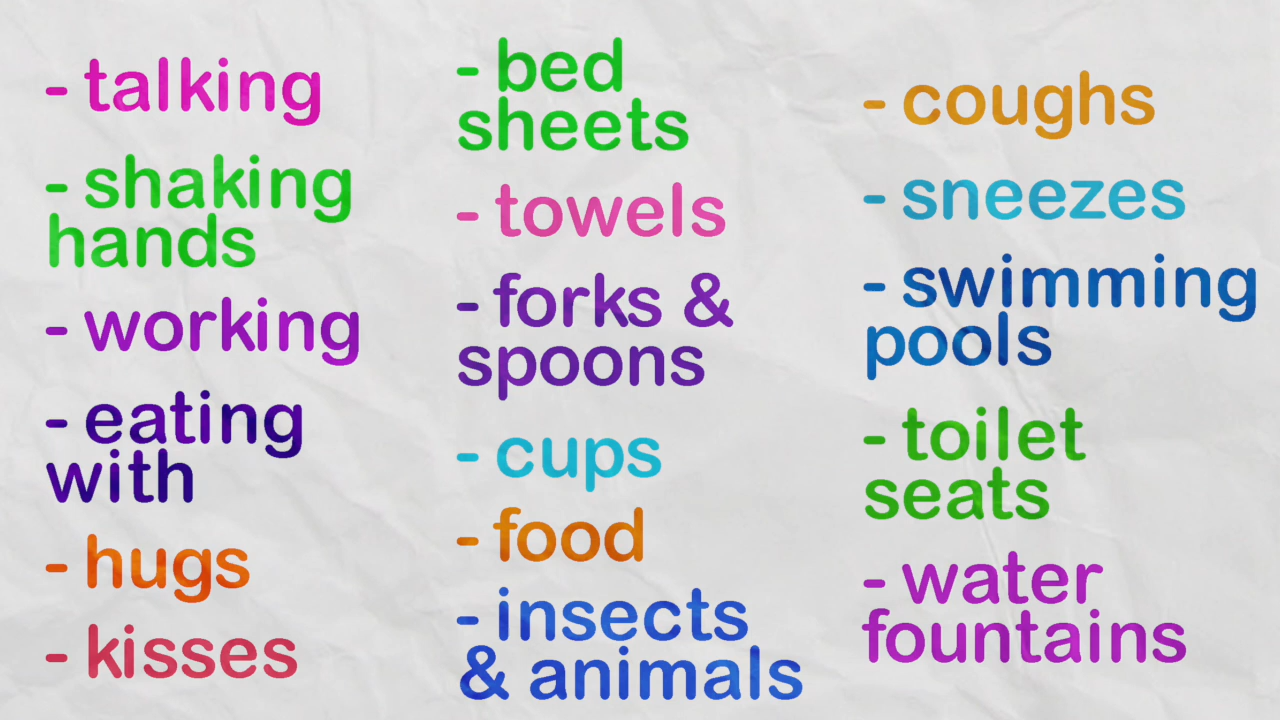 - talking
- shaking
hands
- working
- eating
with
- hugs
- kisses
- bed
sheets
- towels
- forks &
spoons
- cups
- food
- insects
& animals
- coughs
- sneezes
- swimming
pools
- toilet
seats
- water
fountains